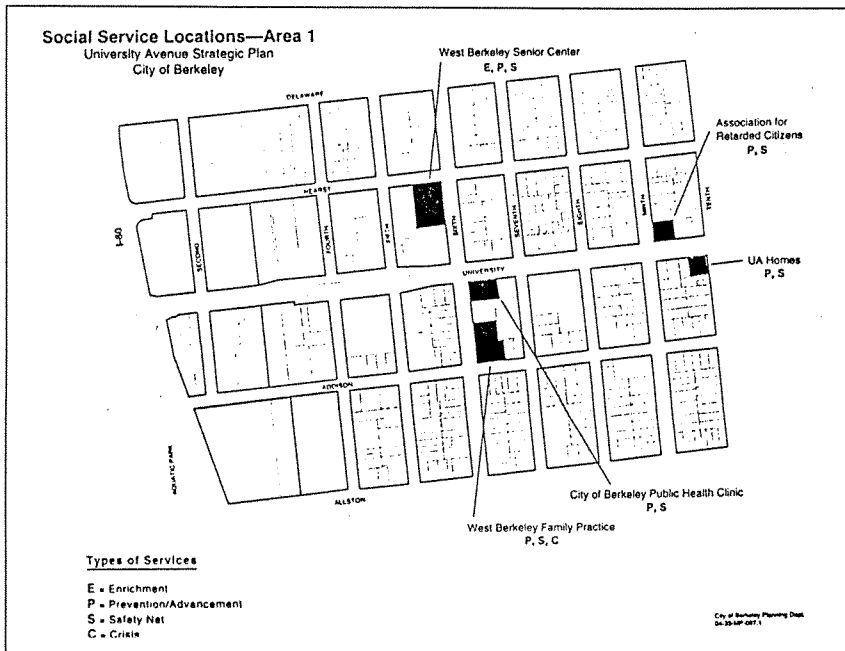 Social Service Locations—Area 1
University Avenue Strategic Plan
City of Berkeley
West Berkeley Senior Center
E, P, S
DELAWARE
Association for
Retarded Citizens
P, S
HEARST
I-80
SECOND
FOURTH
FIFTH
SIXTH
SEVENTH
EIGHTH
NINTH
TENTH
UNIVERSITY
UA Homes
P, S
ADDISON
AQUATIC PARK
ALLSTON
City of Berkeley Public Health Clinic
P, S
West Berkeley Family Practice
P, S, C
Types of Services
E = Enrichment
P = Prevention/Advancement
S = Safety Net
C = Crisis
City of Berkeley Planning Dept.